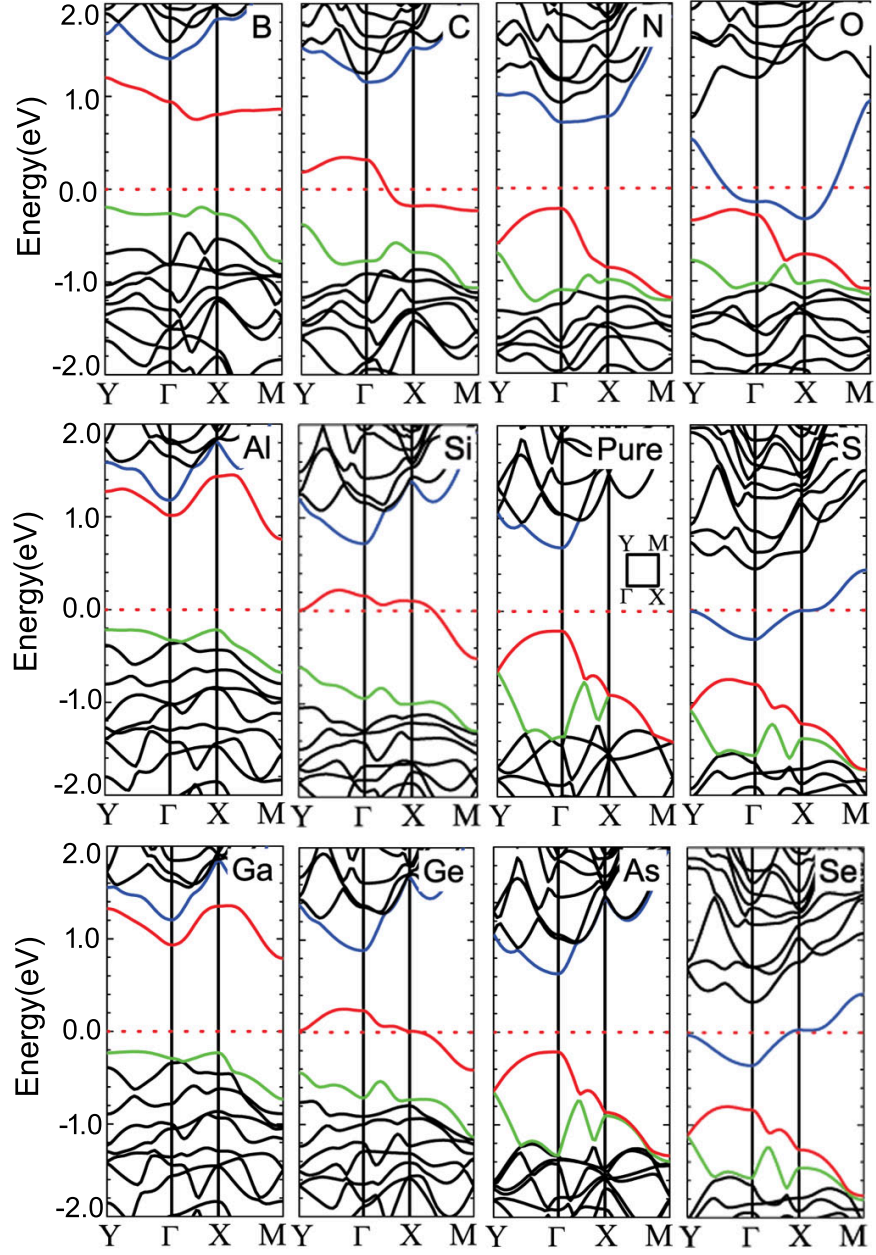 2.0
1.0
0.0
-1.0
-2.0
Energy(eV)
B
C
N
O
Y Γ X M
Y Γ X M
Y Γ X M
Y Γ X M
2.0
1.0
0.0
-1.0
-2.0
Energy(eV)
Al
Si
Pure
S
Y M
Γ X
Y Γ X M
Y Γ X M
Y Γ X M
Y Γ X M
2.0
1.0
0.0
-1.0
-2.0
Energy(eV)
Ga
Ge
As
Se
Y Γ X M
Y Γ X M
Y Γ X M
Y Γ X M